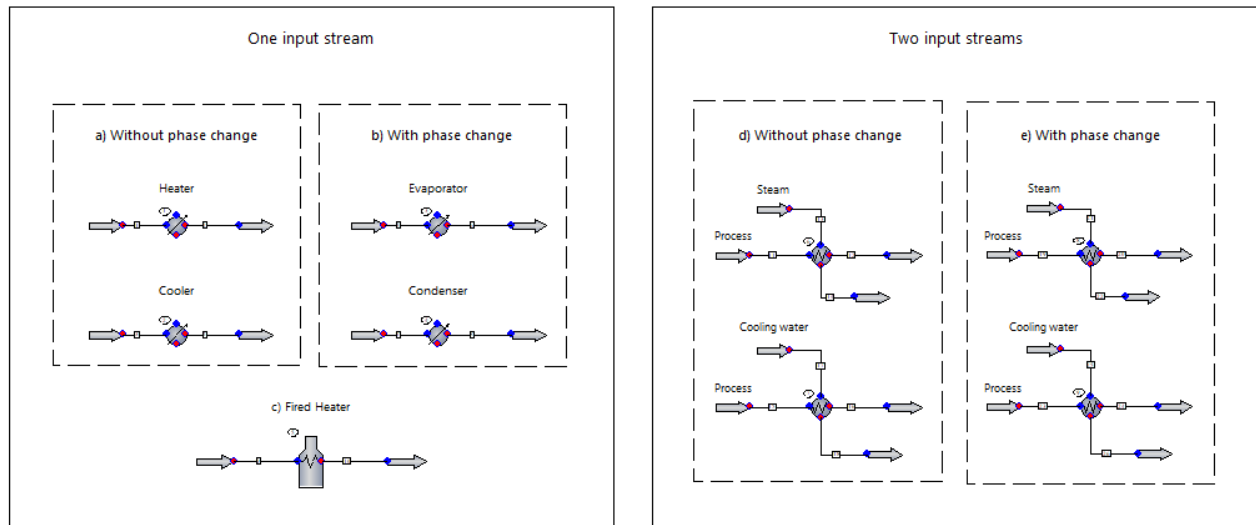 One input stream
a) Without phase change
Heater
Cooler
b) With phase change
Evaporator
Condenser
c) Fired Heater
Two input streams
d) Without phase change
Steam
Process
Cooling water
Process
e) With phase change
Steam
Process
Cooling water
Process